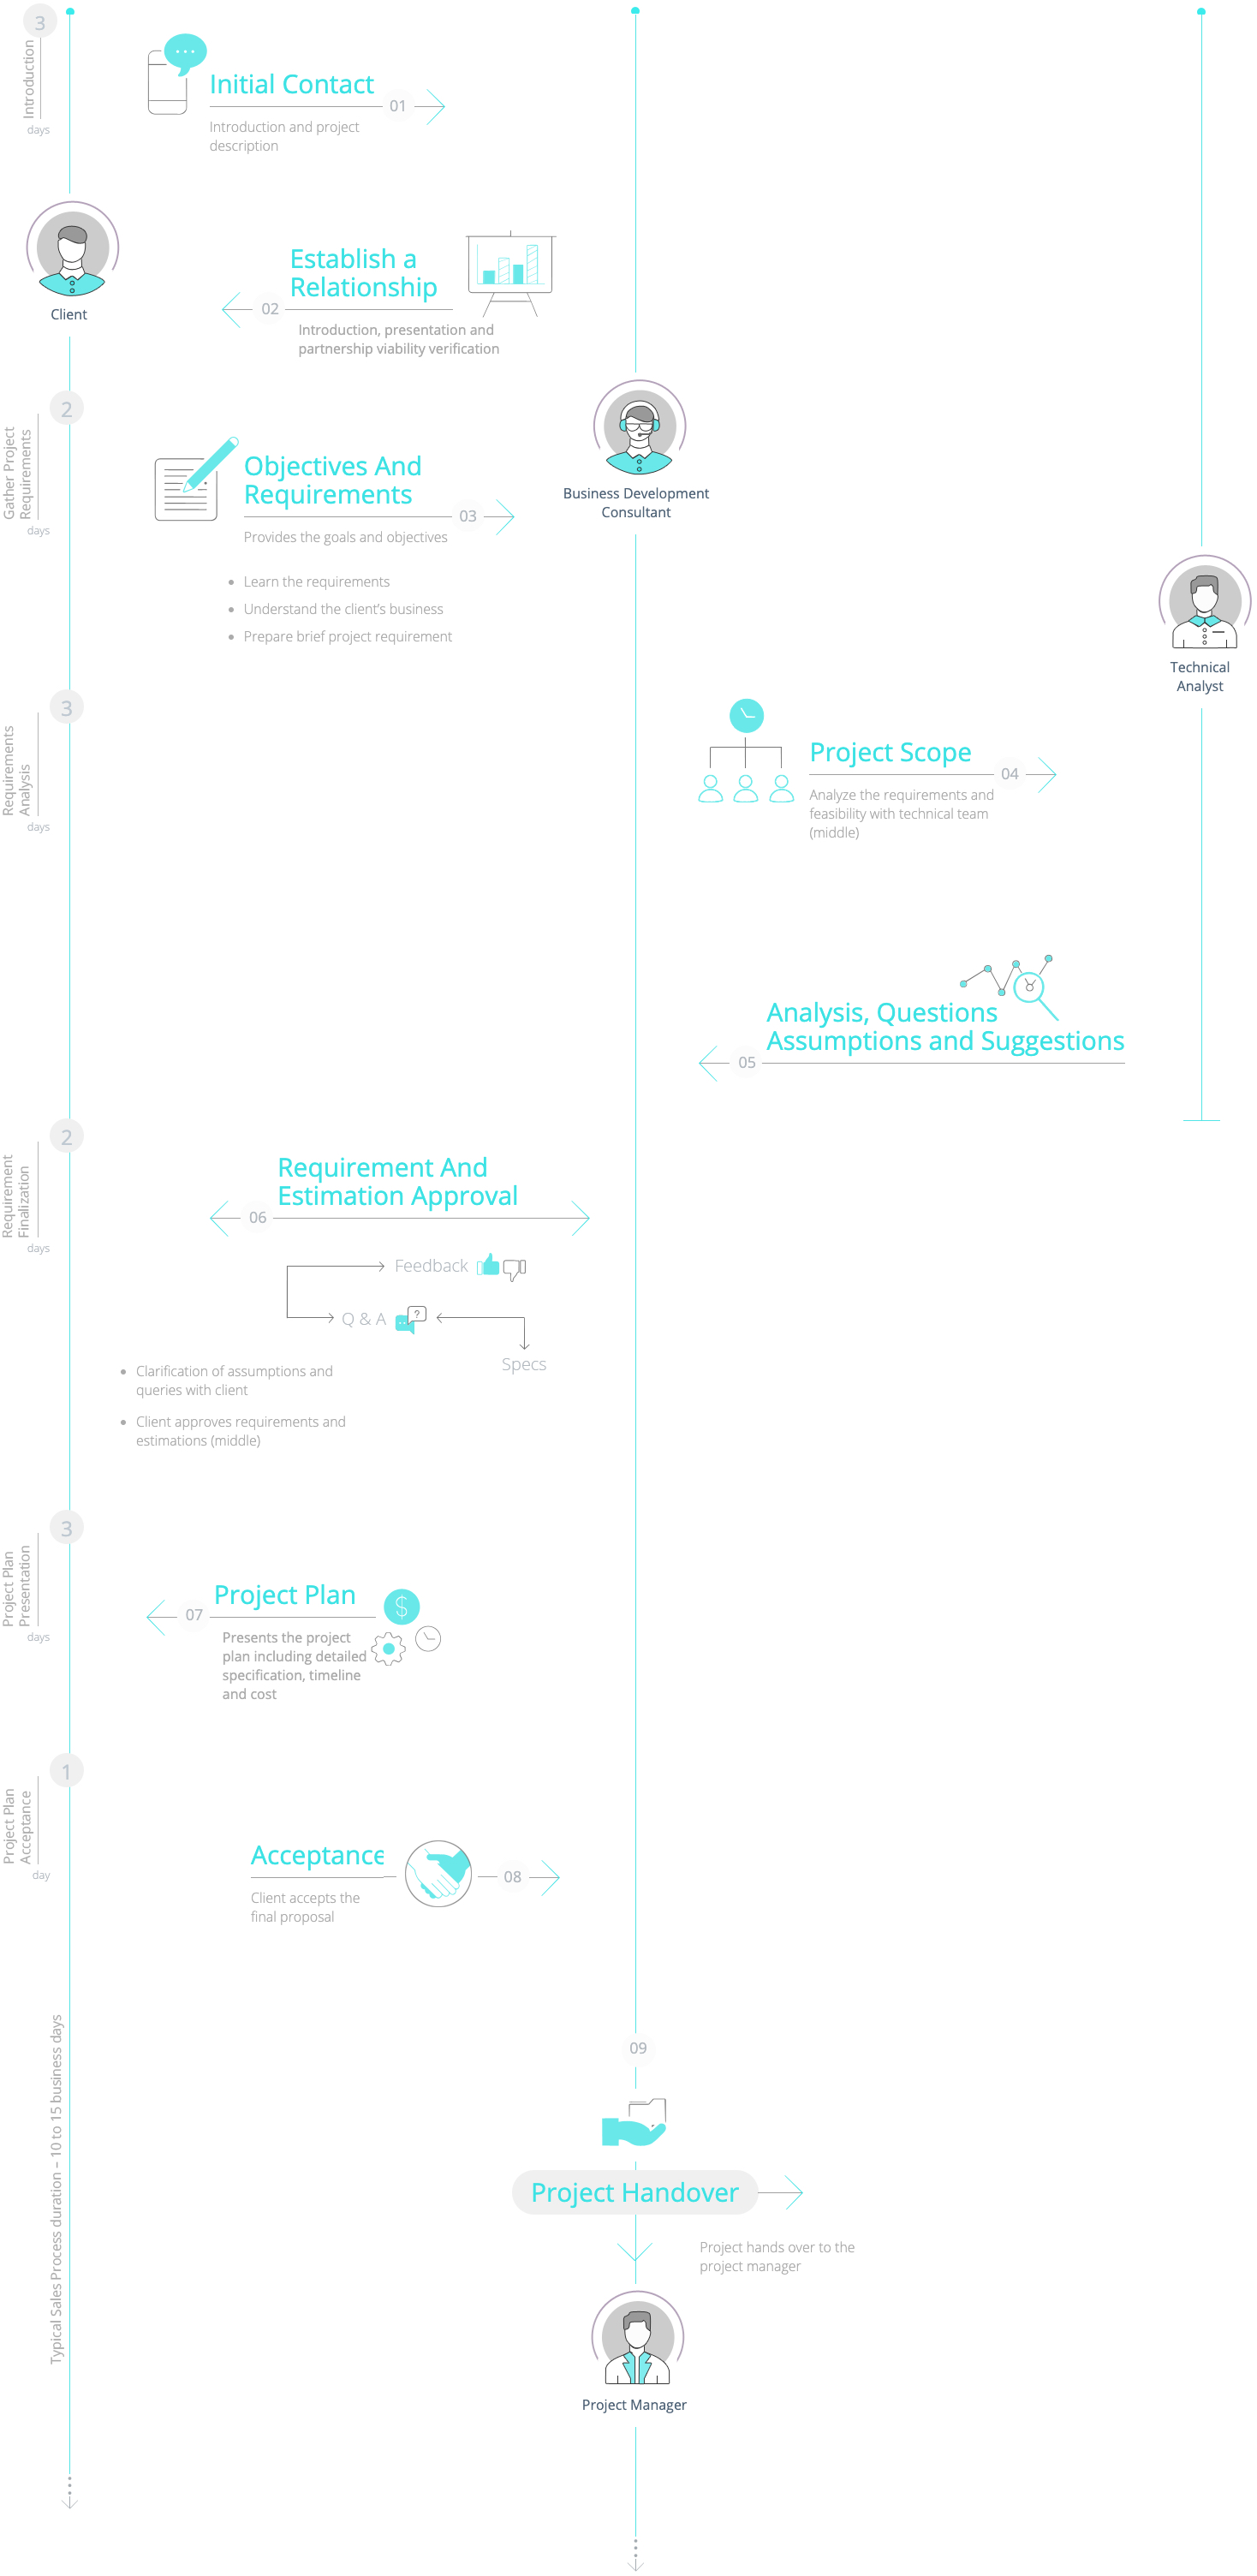 3
Introduction
days
Initial Contact
01
Introduction and project
description
Client
Establish a
Relationship
02
Introduction, presentation and
partnership viability verification
2
Gather Project
Requirements
days
Objectives And
Requirements
03
Provides the goals and objectives
• Learn the requirements
• Understand the client's business
• Prepare brief project requirement
Business Development
Consultant
Technical
Analyst
3
Requirements
Analysis
days
Project Scope
04
Analyze the requirements and
feasibility with technical team
(middle)
Analysis, Questions
Assumptions and Suggestions
05
2
Requirement
Finalization
days
Requirement And
Estimation Approval
06
Feedback
Q & A
?
Specs
• Clarification of assumptions and
queries with client
• Client approves requirements and
estimations (middle)
3
Project Plan
Presentation
days
Project Plan
$
07
Presents the project
plan including detailed
specification, timeline
and cost
1
Project Plan
Acceptance
day
Acceptance
08
Client accepts the
final proposal
Typical Sales Process duration – 10 to 15 business days
09
Project Handover
Project hands over to the
project manager
Project Manager